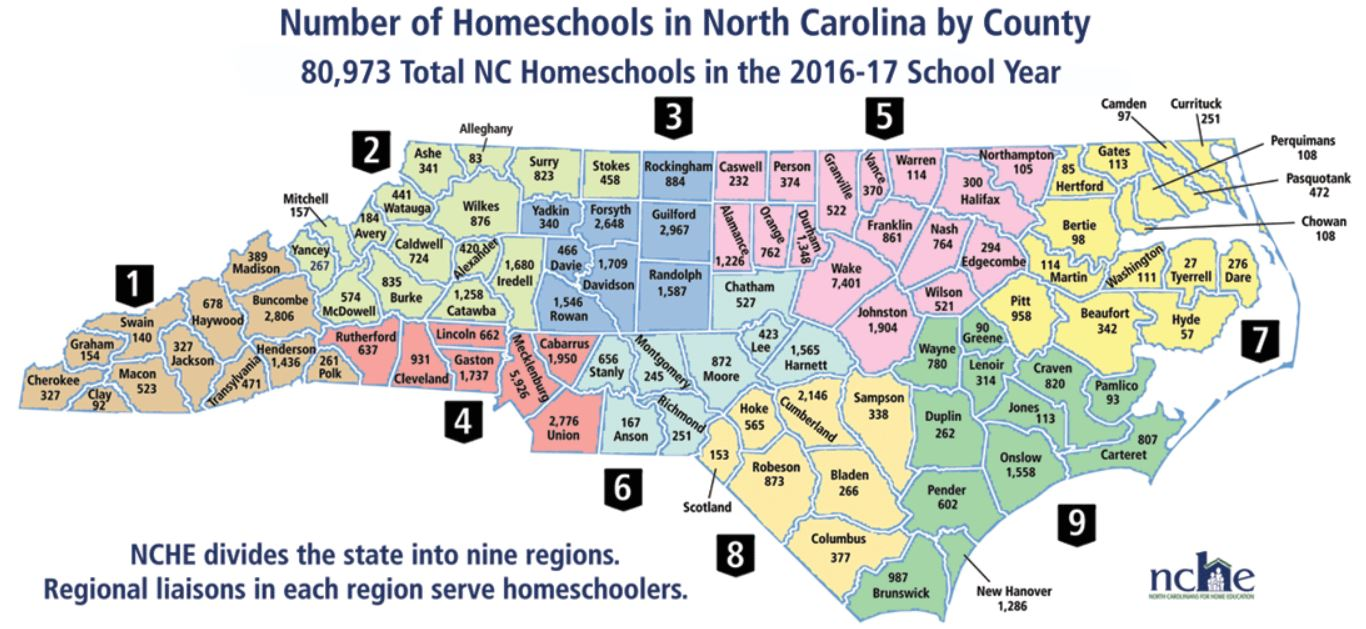 Number of Homeschools in North Carolina by County
80,973 Total NC Homeschools in the 2016-17 School Year
1
Cherokee
327
Graham
154
Clay
92
Swain
140
Macon
523
327
Jackson
678
Haywood
389
Madison
Buncombe
2,806
Transylvania
471
Henderson
1,436
261
Polk
2
Mitchell
157
Yancey
267
184
Avery
441
Watauga
Ashe
341
Alleghany
83
Surry
823
Stokes
458
Wilkes
876
Caldwell
724
420
Alexander
1,680
Iredell
574
McDowell
835
Burke
1,258
Catawba
3
Rockingham
884
Yadkin
340
Forsyth
2,648
Guilford
2,967
466
Davie
1,709
Davidson
Randolph
1,587
1,546
Rowan
4
Rutherford
637
931
Cleveland
Lincoln 662
Gaston
1,737
Mecklenburg
5,926
Cabarrus
1,950
2,776
Union
5
Caswell
232
Person
374
Granville
522
Vance
370
Warren
114
Northampton
105
300
Halifax
Alamance
1,226
Orange
762
Durham
1,348
Franklin
861
Nash
764
294
Edgecombe
Wake
7,401
Wilson
521
Johnston
1,904
6
Chatham
527
423
Lee
1,565
Harnett
872
Moore
Montgomery
245
656
Stanly
167
Anson
Richmond
251
7
Camden
97
Currituck
251
Perquimans
108
Pasquotank
472
Chowan
108
Gates
113
85
Hertford
Bertie
98
114
Martin
Washington
111
27
Tyerrell
276
Dare
Pitt
958
Beaufort
342
Hyde
57
8
Hoke
565
2,146
Cumberland
Sampson
338
153
Scotland
Robeson
873
Bladen
266
Columbus
377
9
Wayne
780
90
Greene
Lenoir
314
Craven
820
Pamlico
93
Jones
113
Duplin
262
Onslow
1,558
807
Carteret
Pender
602
987
Brunswick
New Hanover
1,286
NCHE divides the state into nine regions.
Regional liaisons in each region serve homeschoolers.
nche
NORTH CAROLINIANS FOR HOME EDUCATION